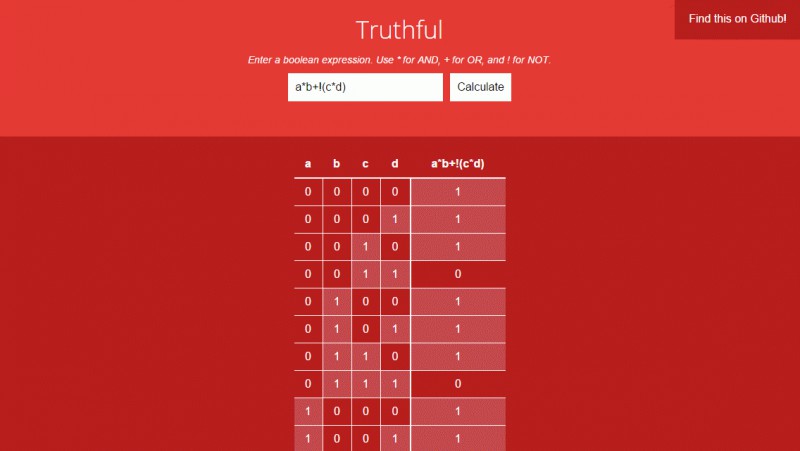 Find this on Github!
Truthful
Enter a boolean expression. Use * for AND, + for OR, and ! for NOT.
a*b+!(c*d) Calculate
a b c d a*b+!(c*d)
0 0 0 0 1
0 0 0 1 1
0 0 1 0 1
0 0 1 1 0
0 1 0 0 1
0 1 0 1 1
0 1 1 0 1
0 1 1 1 0
1 0 0 0 1
1 0 0 1 1